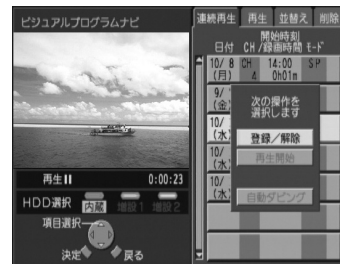 ビジュアルプログラムナビ
連続再生 再生 並替え 削除
開始時刻
日付 CH/録画時間 モード
10/ 8 CH 14:00 SP
(月) 4 0h01m
9/
(金)
10/
(水)
10/
(水)
10/
(水)
次の操作を
選択します
登録/解除
再生開始
自動ダビング
再生 0:00:23
HDD選択 内蔵 増設1 増設2
項目選択
決定 戻る